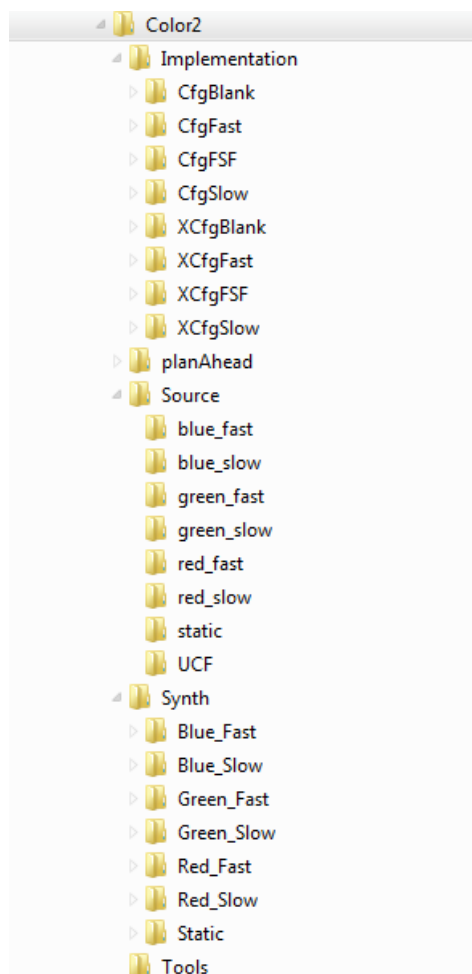 Color2
Implementation
CfgBlank
CfgFast
CfgFSF
CfgSlow
XCfgBlank
XCfgFast
XCfgFSF
XCfgSlow
planAhead
Source
blue_fast
blue_slow
green_fast
green_slow
red_fast
red_slow
static
UCF
Synth
Blue_Fast
Blue_Slow
Green_Fast
Green_Slow
Red_Fast
Red_Slow
Static
Tools